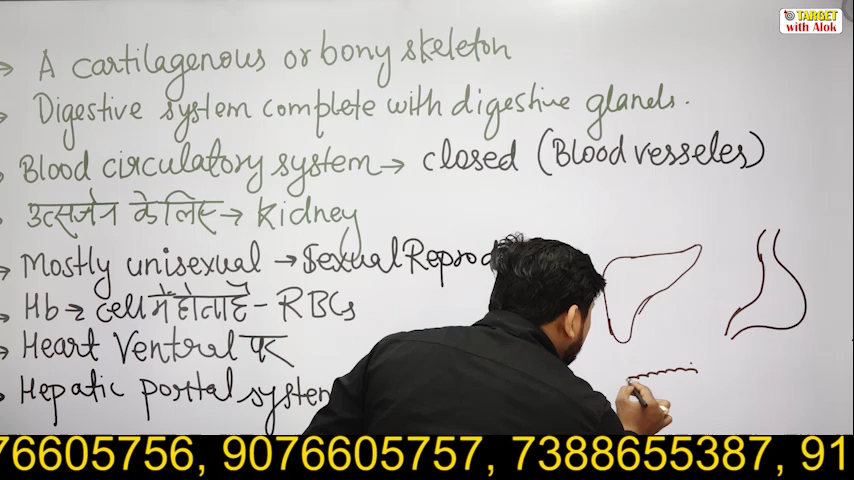 TARGET
with Alok
→ A cartilagenous or bony skeleton
→ Digestive system complete with digestive glands.
→ Blood circulatory system → closed (Blood vesseles)
→ उत्सर्जन के लिए → Kidney
→ Mostly unisexual → Sexual Reprod
→ Hb → cell में होता है - RBCs
→ Heart Ventral पर
→ Hepatic portal system
76605756, 9076605757, 7388655387, 91